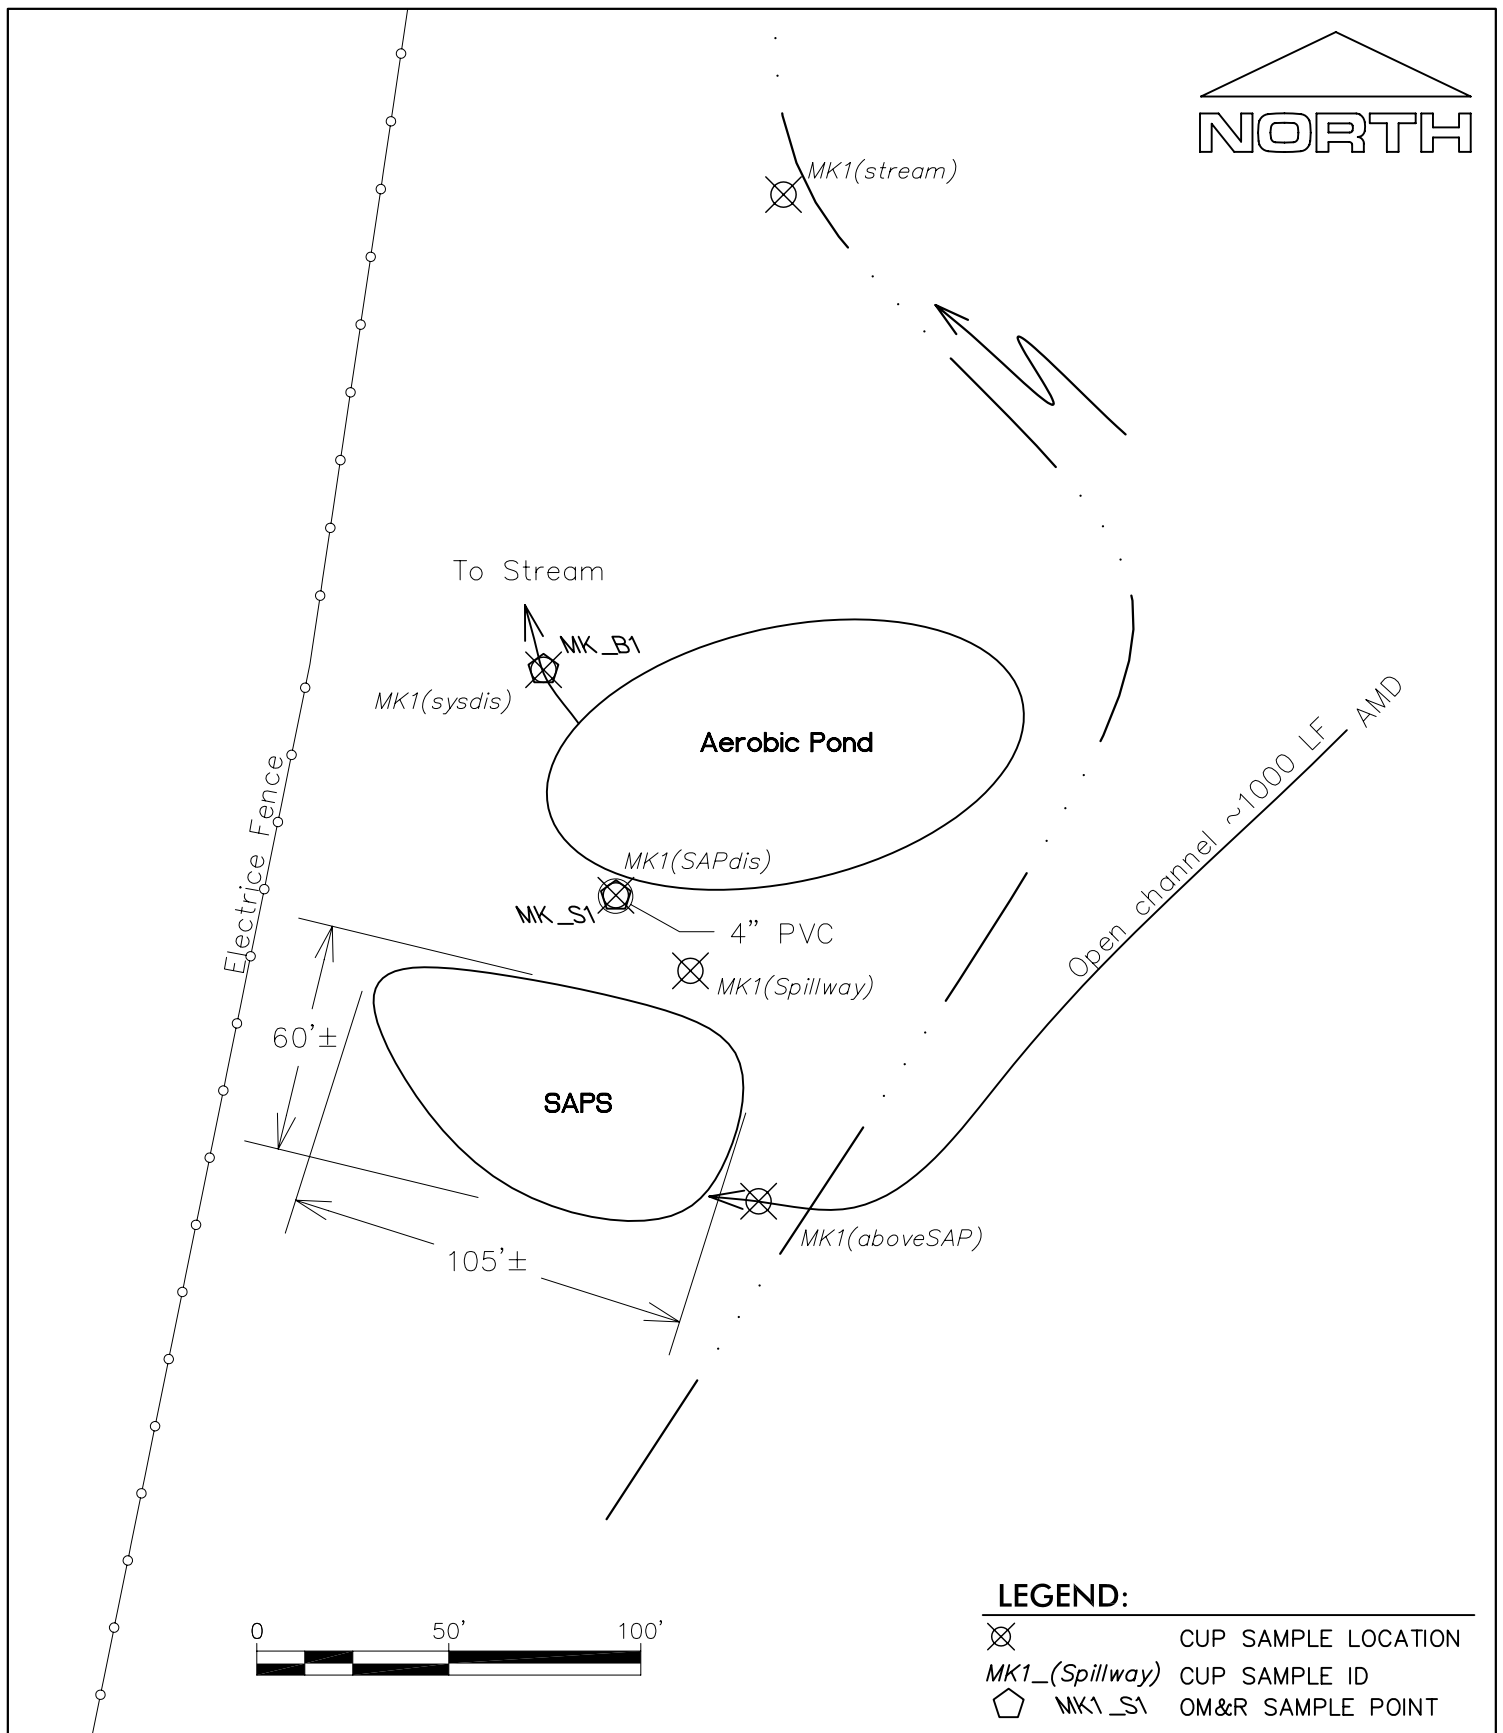 NORTH
MK1(stream)
To Stream
MK_B1
MK1(sysdis)
AMD
Aerobic Pond
Open channel ~1000 LF
Electrice Fence
MK1(SAPdis)
MK_S1
4" PVC
MK1(Spillway)
60'±
SAPS
MK1(aboveSAP)
105'±
LEGEND:
0 50' 100'
CUP SAMPLE LOCATION
MK1_(Spillway) CUP SAMPLE ID
MK1_S1 OM&R SAMPLE POINT